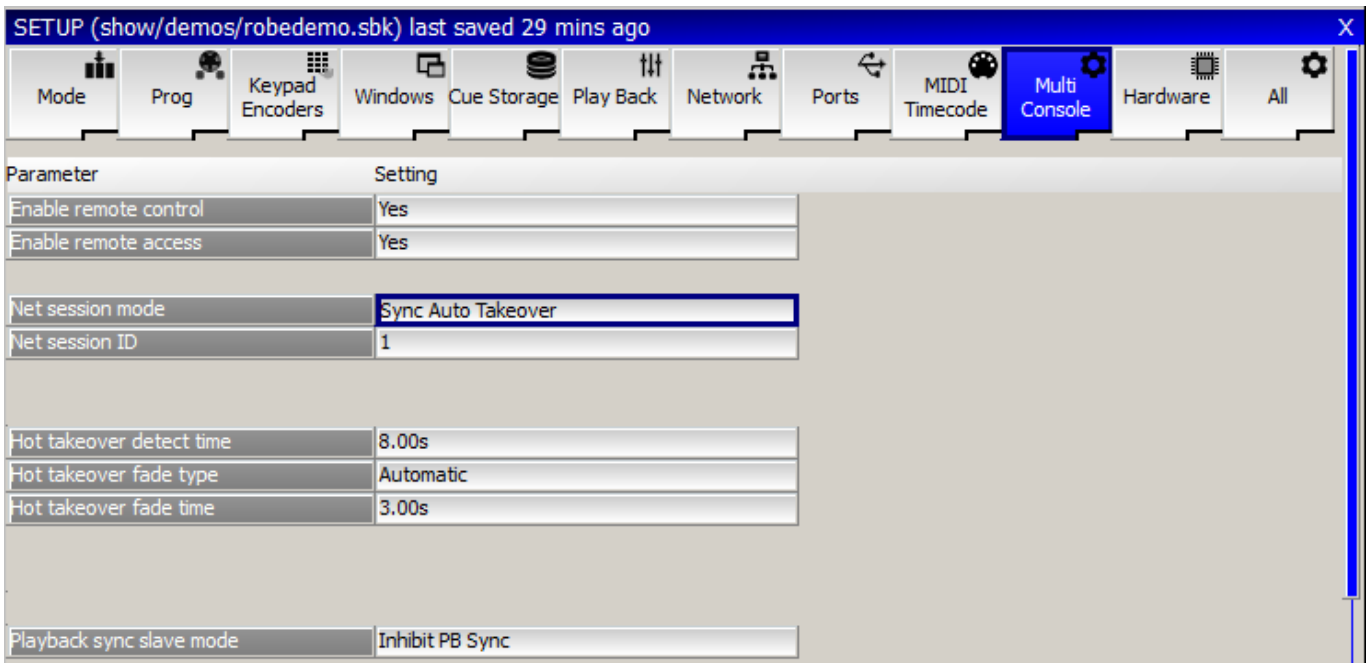 SETUP (show/demos/robedemo.sbk) last saved 29 mins ago X
Mode Prog Keypad Encoders Windows Cue Storage Play Back Network Ports MIDI Timecode Multi Console Hardware All
Parameter Setting
Enable remote control Yes
Enable remote access Yes
Net session mode Sync Auto Takeover
Net session ID 1
Hot takeover detect time 8.00s
Hot takeover fade type Automatic
Hot takeover fade time 3.00s
Playback sync slave mode Inhibit PB Sync